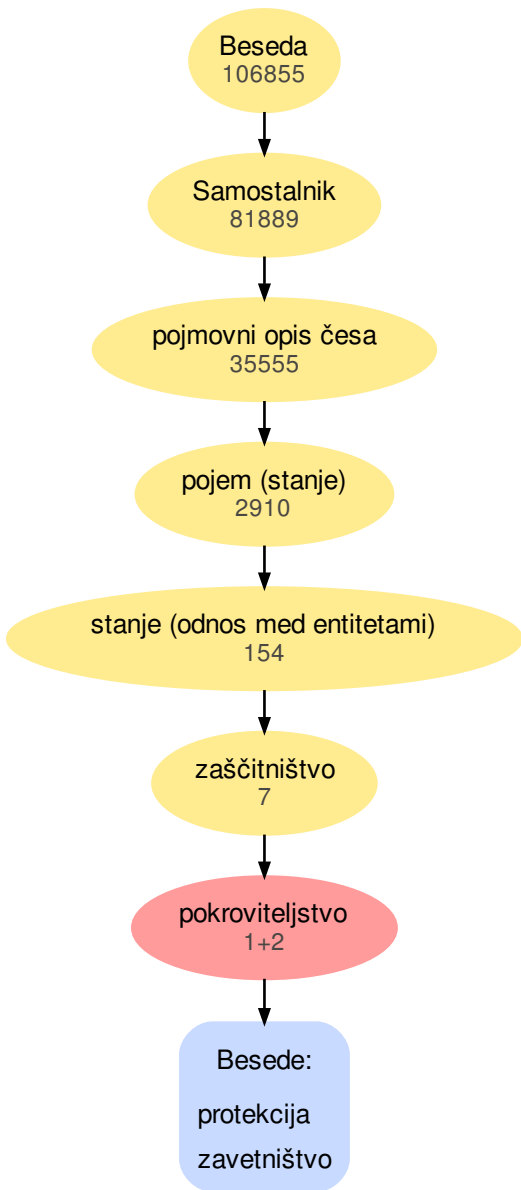 Beseda
106855
Samostalnik
81889
pojmovni opis česa
35555
pojem (stanje)
2910
stanje (odnos med entitetami)
154
zaščitništvo
7
pokroviteljstvo
1+2
Besede:
protekcija
zavetništvo